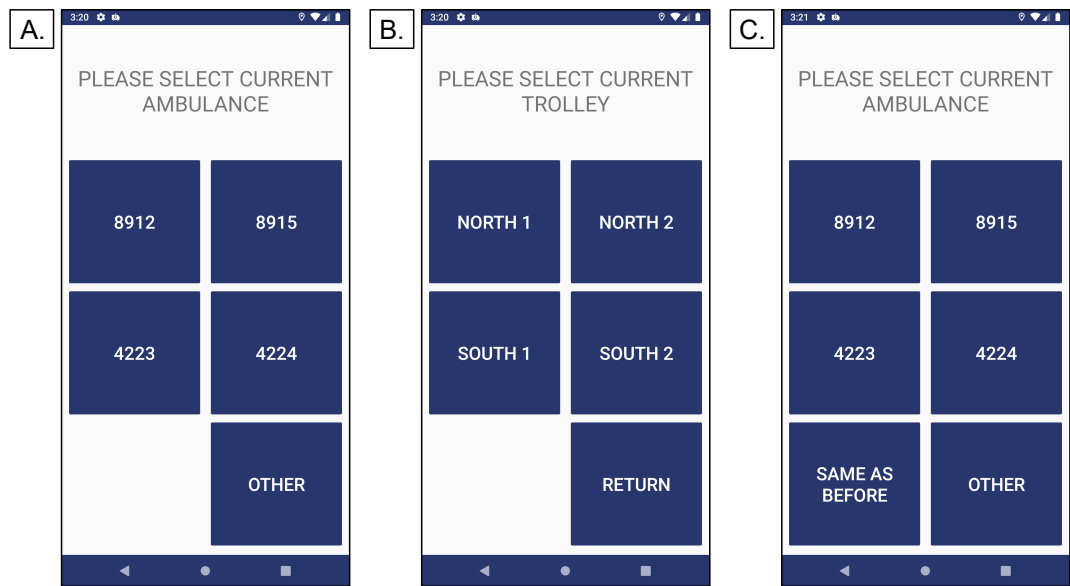 A.
3:20
PLEASE SELECT CURRENT
AMBULANCE
8912
8915
4223
4224
OTHER
B.
3:20
PLEASE SELECT CURRENT
TROLLEY
NORTH 1
NORTH 2
SOUTH 1
SOUTH 2
RETURN
C.
3:21
PLEASE SELECT CURRENT
AMBULANCE
8912
8915
4223
4224
SAME AS
BEFORE
OTHER